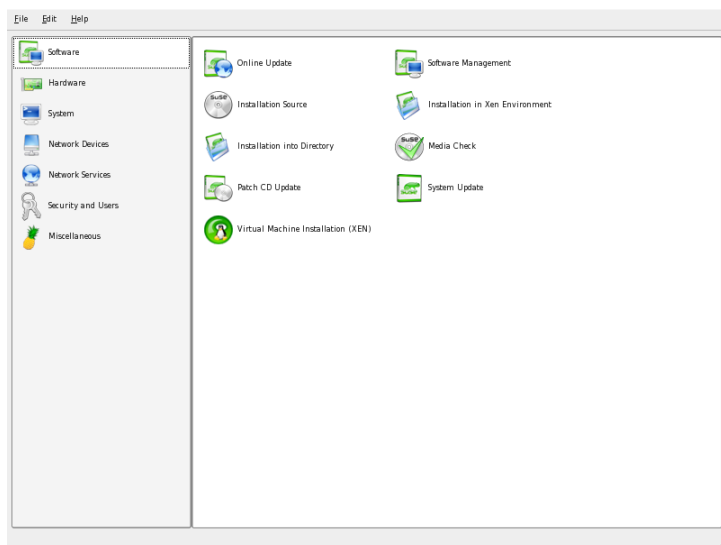 File Edit Help
Software
Hardware
System
Network Devices
Network Services
Security and Users
Miscellaneous
Online Update
Software Management
SUSE
Installation Source
Installation in Xen Environment
Installation into Directory
SUSE
Media Check
Patch CD Update
System Update
Virtual Machine Installation (XEN)